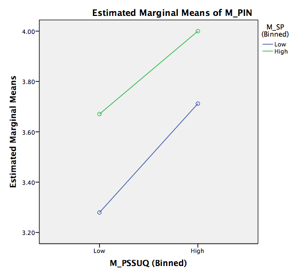 Estimated Marginal Means of M_PIN
M_SP
(Binned)
Low
High
Estimated Marginal Means
4.00
3.80
3.60
3.40
3.20
Low
High
M_PSSUQ (Binned)